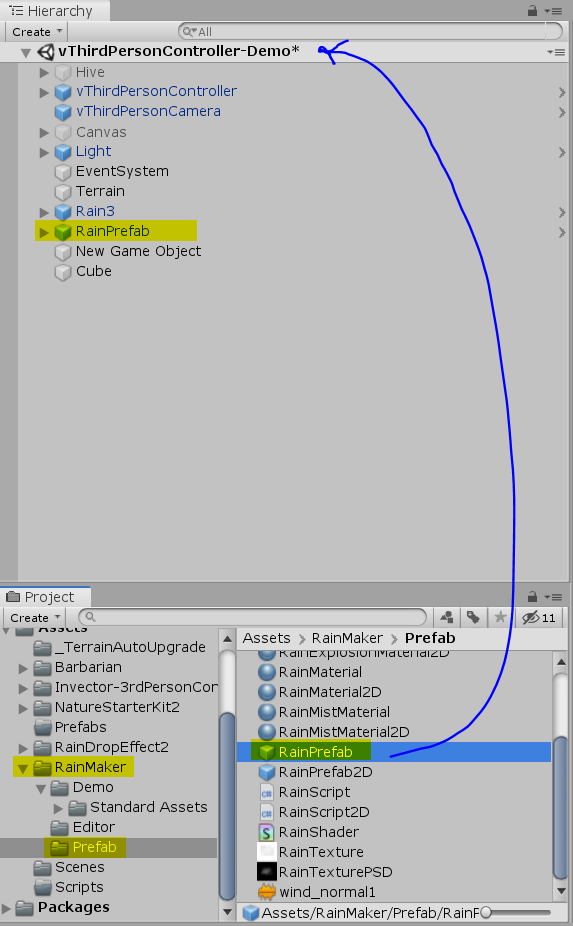 Hierarchy
Create
All
vThirdPersonController-Demo*
Hive
vThirdPersonController
vThirdPersonCamera
Canvas
Light
EventSystem
Terrain
Rain3
RainPrefab
New Game Object
Cube
Project
Create
11
Assets
_TerrainAutoUpgrade
Barbarian
Invector-3rdPersonCon
NatureStarterKit2
Prefabs
RainDropEffect2
RainMaker
Demo
Standard Assets
Editor
Prefab
Scenes
Scripts
Packages
Assets > RainMaker > Prefab
RainExplosionMaterial2D
RainMaterial
RainMaterial2D
RainMistMaterial
RainMistMaterial2D
RainPrefab
RainPrefab2D
RainScript
RainScript2D
RainShader
RainTexture
RainTexturePSD
wind_normal1
Assets/RainMaker/Prefab/RainP